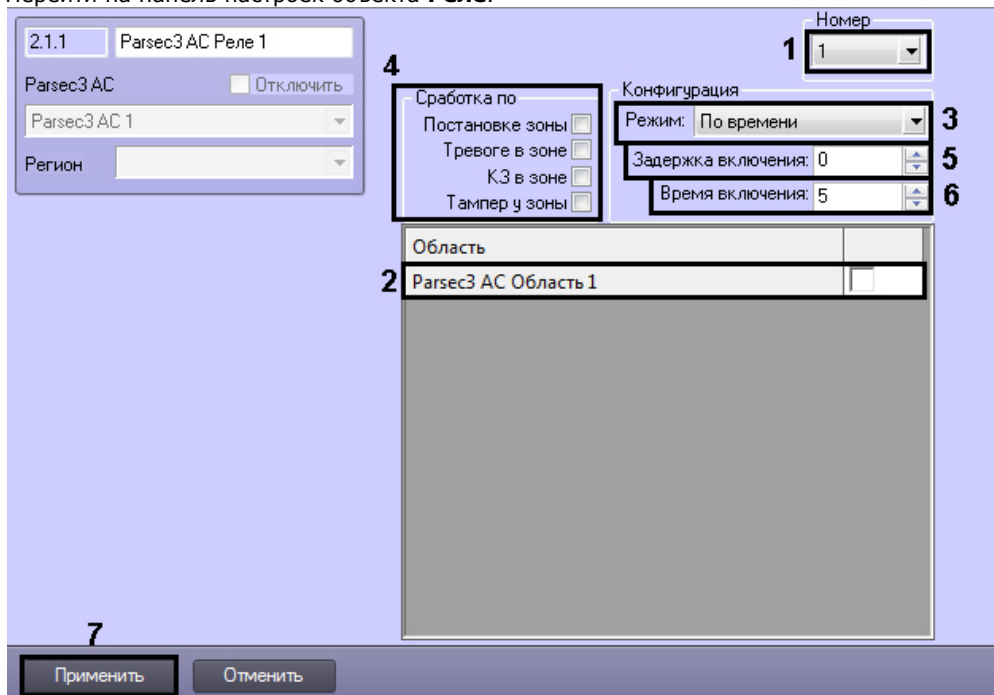 Перейти на панель настроек объекта Реле.
2.1.1 Parsec3 AC Реле 1
Parsec3 AC Отключить
Parsec3 AC 1
Регион
4
Сработка по
Постановке зоны
Тревоге в зоне
КЗ в зоне
Тампер у зоны
Номер
1 1
Конфигурация
Режим: По времени 3
Задержка включения: 0 5
Время включения: 5 6
Область
2 Parsec3 AC Область 1
7
Применить Отменить